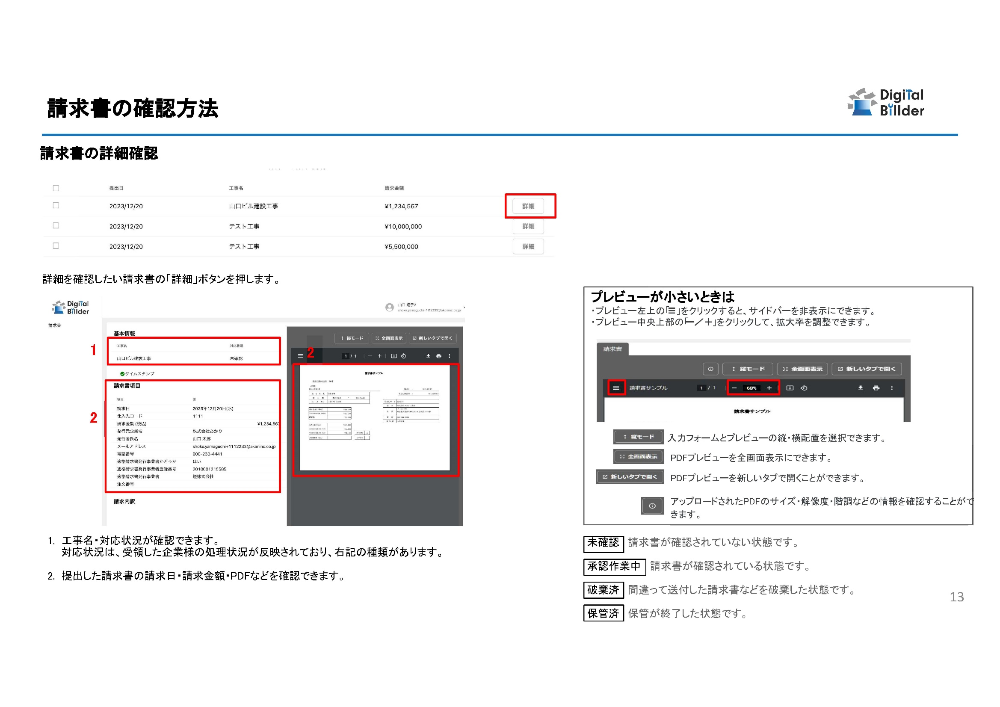 請求書の確認方法
Digital
Billder
請求書の詳細確認
提出日 工事名 請求金額
2023/12/20 山口ビル建設工事 ¥1,234,567 詳細
2023/12/20 テスト工事 ¥10,000,000 詳細
2023/12/20 テスト工事 ¥5,500,000 詳細
詳細を確認したい請求書の「詳細」ボタンを押します。
Digital
Billder
山口 翔子2
shoko.yamaguchi+1112233@akariinc.co.jp
請求書
基本情報
1
工事名 対応状況
山口ビル建設工事 未確認
タイムスタンプ
請求書項目
2
項目 値
請求日 2023年12月20日(水)
仕入先コード 1111
請求金額 (税込) ¥1,234,567
発行元企業名 株式会社あかり
発行者氏名 山口 太郎
メールアドレス shoko.yamaguchi+1112233@akariinc.co.jp
電話番号 000-233-4441
適格請求書発行事業者かどうか はい
適格請求書発行事業者登録番号 2010001215585
適格請求書発行事業者 燈株式会社
注文番号
請求内訳
縦モード 全画面表示 新しいタブで開く
2
1 / 1 − +
請求書サンプル
1. 工事名・対応状況が確認できます。
対応状況は、受領した企業様の処理状況が反映されており、右記の種類があります。
2. 提出した請求書の請求日・請求金額・PDFなどを確認できます。
プレビューが小さいときは
・プレビュー左上の「≡」をクリックすると、サイドバーを非表示にできます。
・プレビュー中央上部の「ー／＋」をクリックして、拡大率を調整できます。
請求書
縦モード 全画面表示 新しいタブで開く
請求書サンプル 1 / 1 − 68% +
請求書サンプル
縦モード 入力フォームとプレビューの縦・横配置を選択できます。
全画面表示 PDFプレビューを全画面表示にできます。
新しいタブで開く PDFプレビューを新しいタブで開くことができます。
アップロードされたPDFのサイズ・解像度・階調などの情報を確認することがで
きます。
未確認 請求書が確認されていない状態です。
承認作業中 請求書が確認されている状態です。
破棄済 間違って送付した請求書などを破棄した状態です。
保管済 保管が終了した状態です。
13